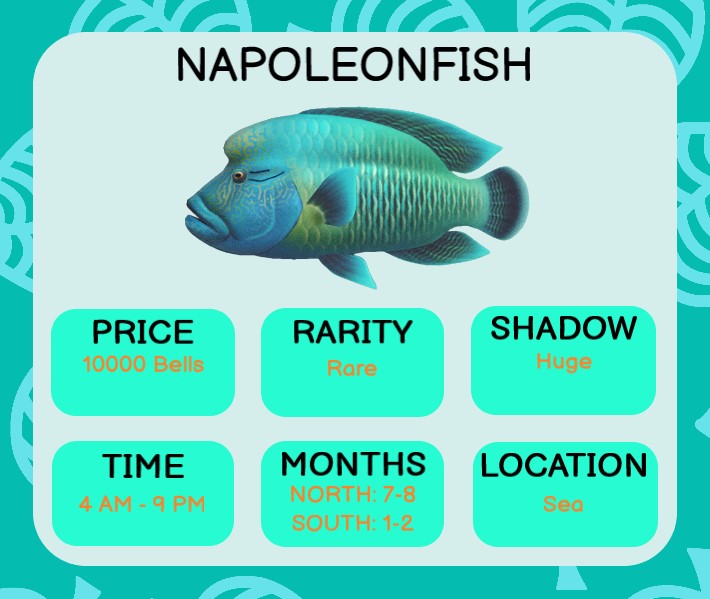 NAPOLEONFISH
PRICE
10000 Bells
RARITY
Rare
SHADOW
Huge
TIME
4 AM - 9 PM
MONTHS
NORTH: 7-8
SOUTH: 1-2
LOCATION
Sea